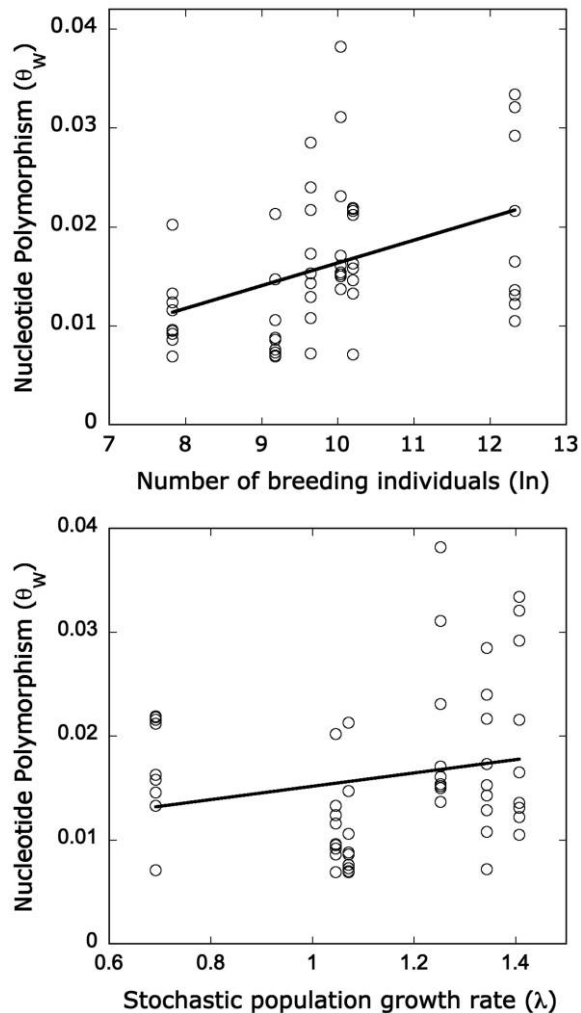 Nucleotide Polymorphism (θW)
0.04
0.03
0.02
0.01
0
7 8 9 10 11 12 13
Number of breeding individuals (ln)
Nucleotide Polymorphism (θW)
0.04
0.03
0.02
0.01
0
0.6 0.8 1 1.2 1.4
Stochastic population growth rate (λ)